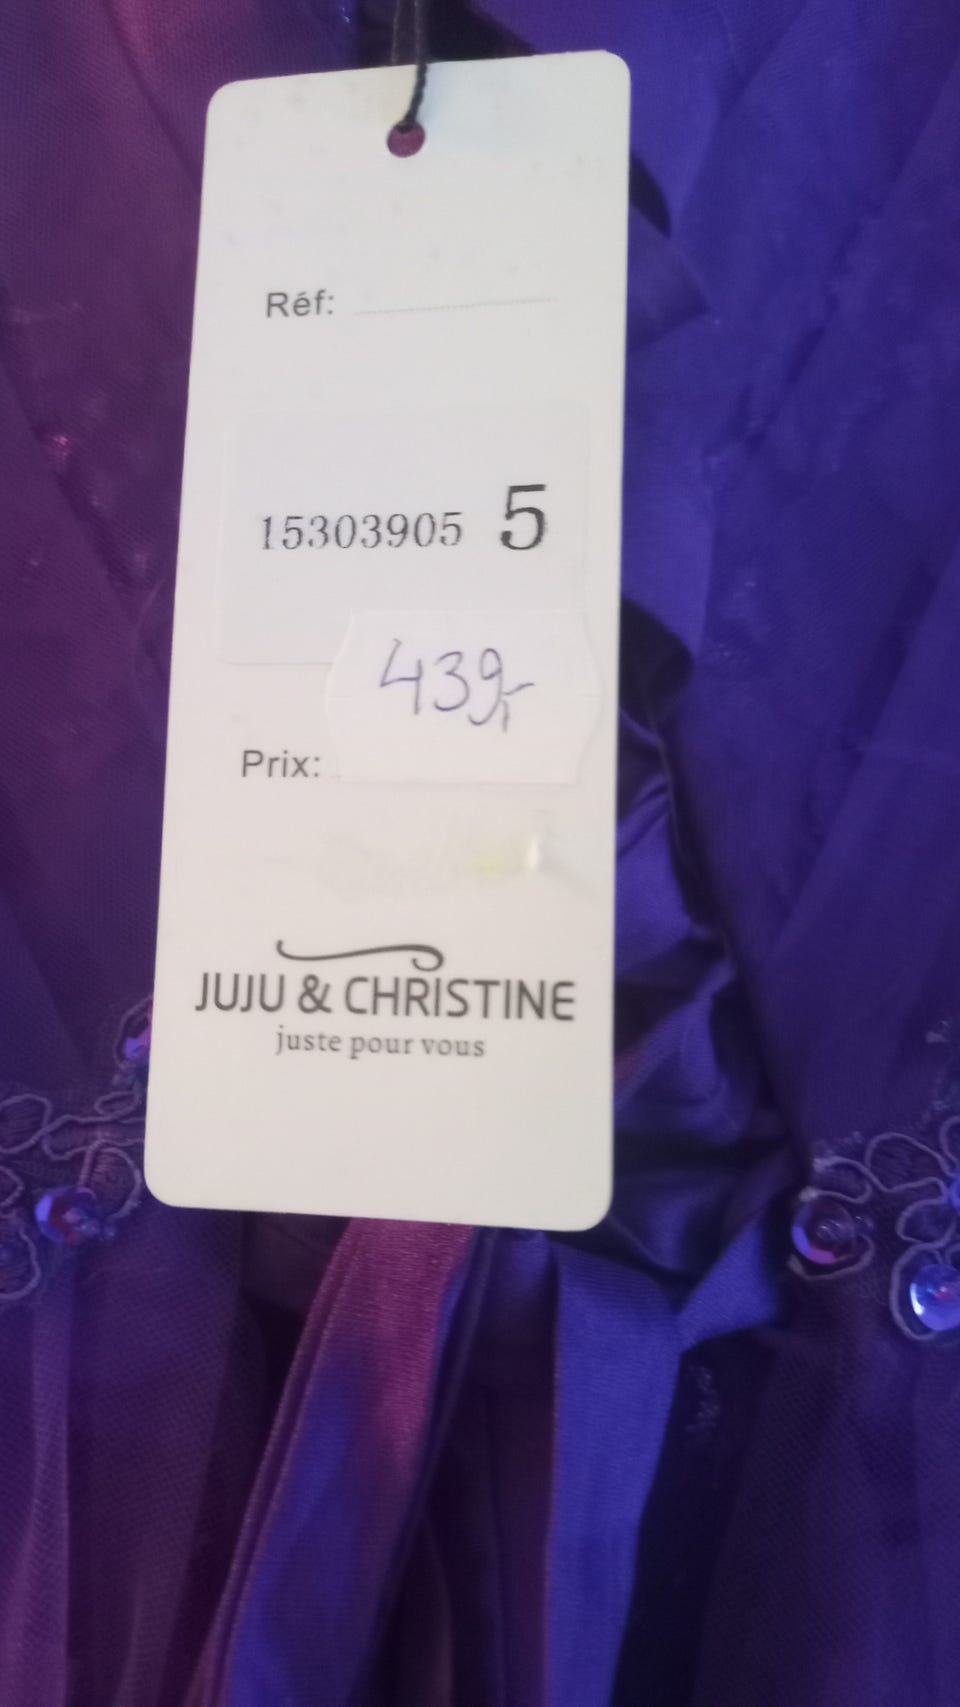 Réf:
15303905 5
439,-
Prix:
JUJU & CHRISTINE
juste pour vous